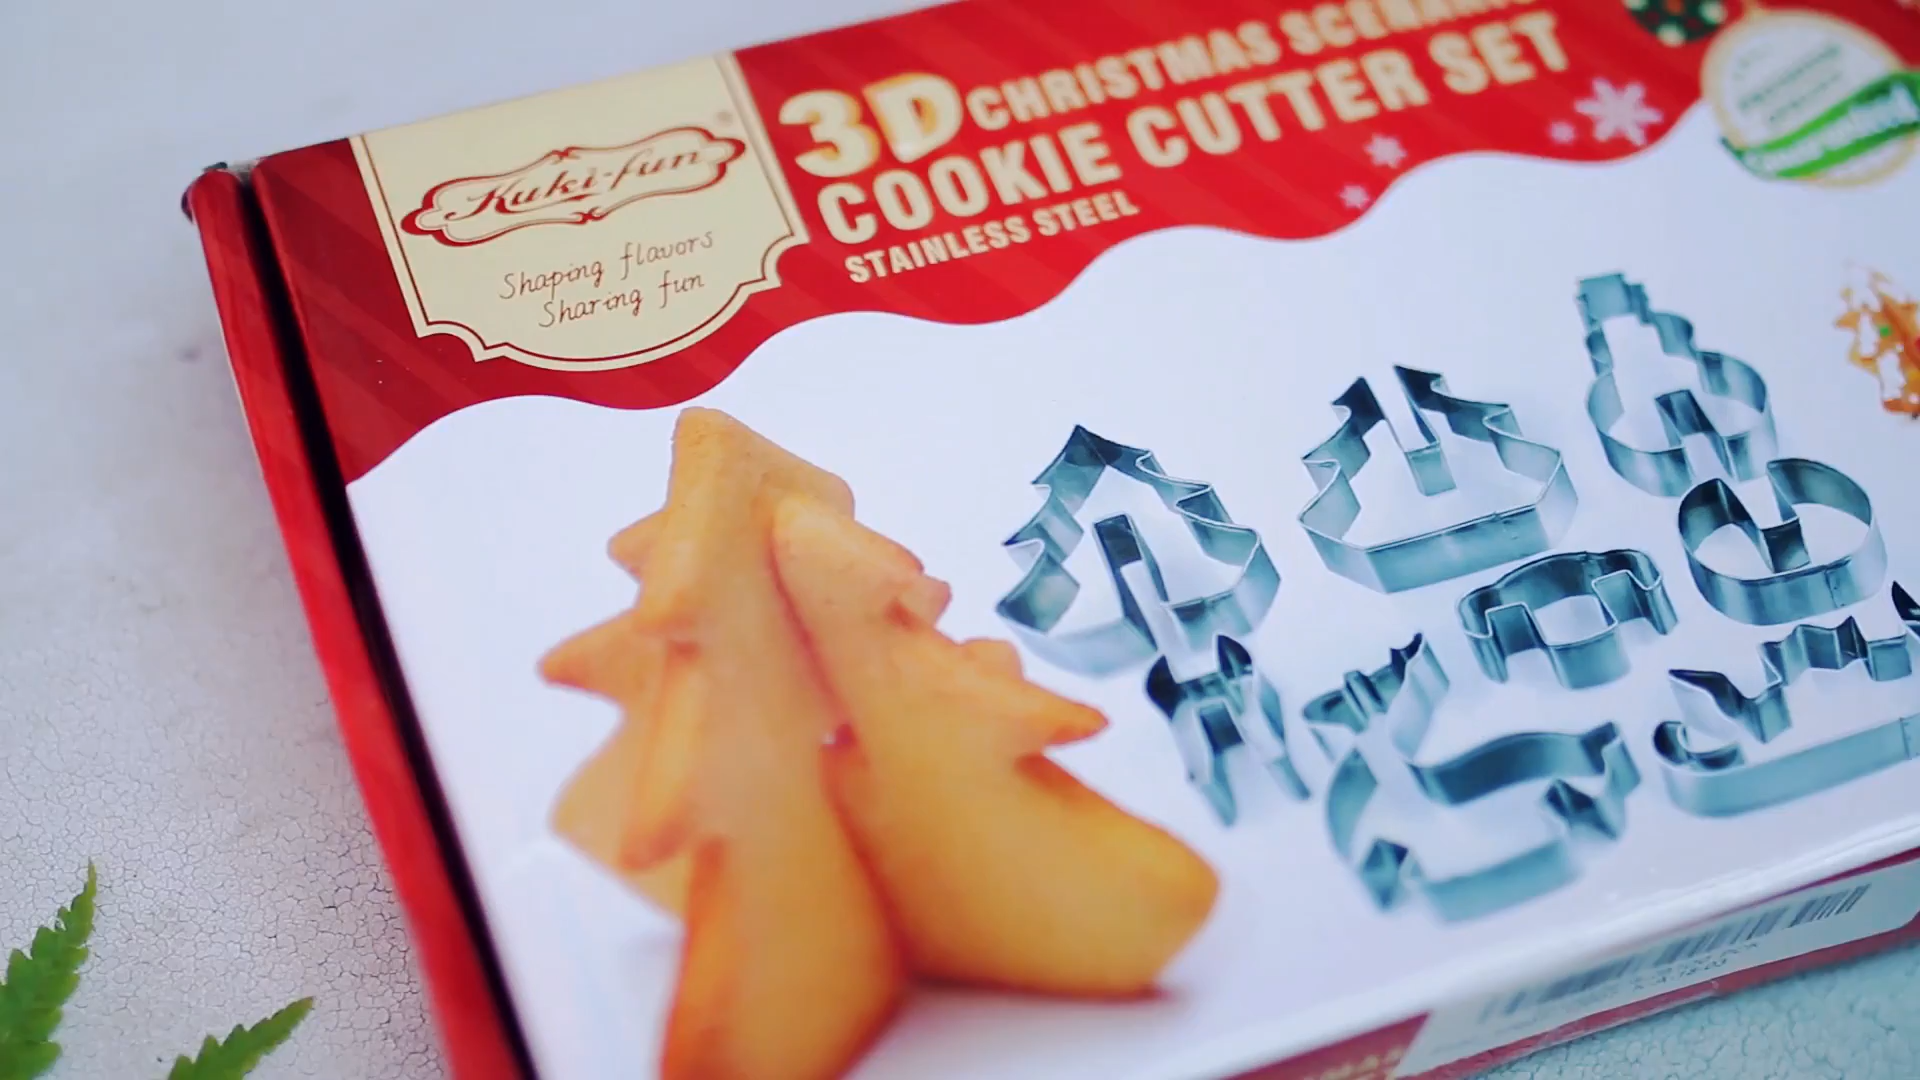 Kuki-fun®
Shaping flavors
Sharing fun
3D CHRISTMAS
COOKIE CUTTER SET
STAINLESS STEEL